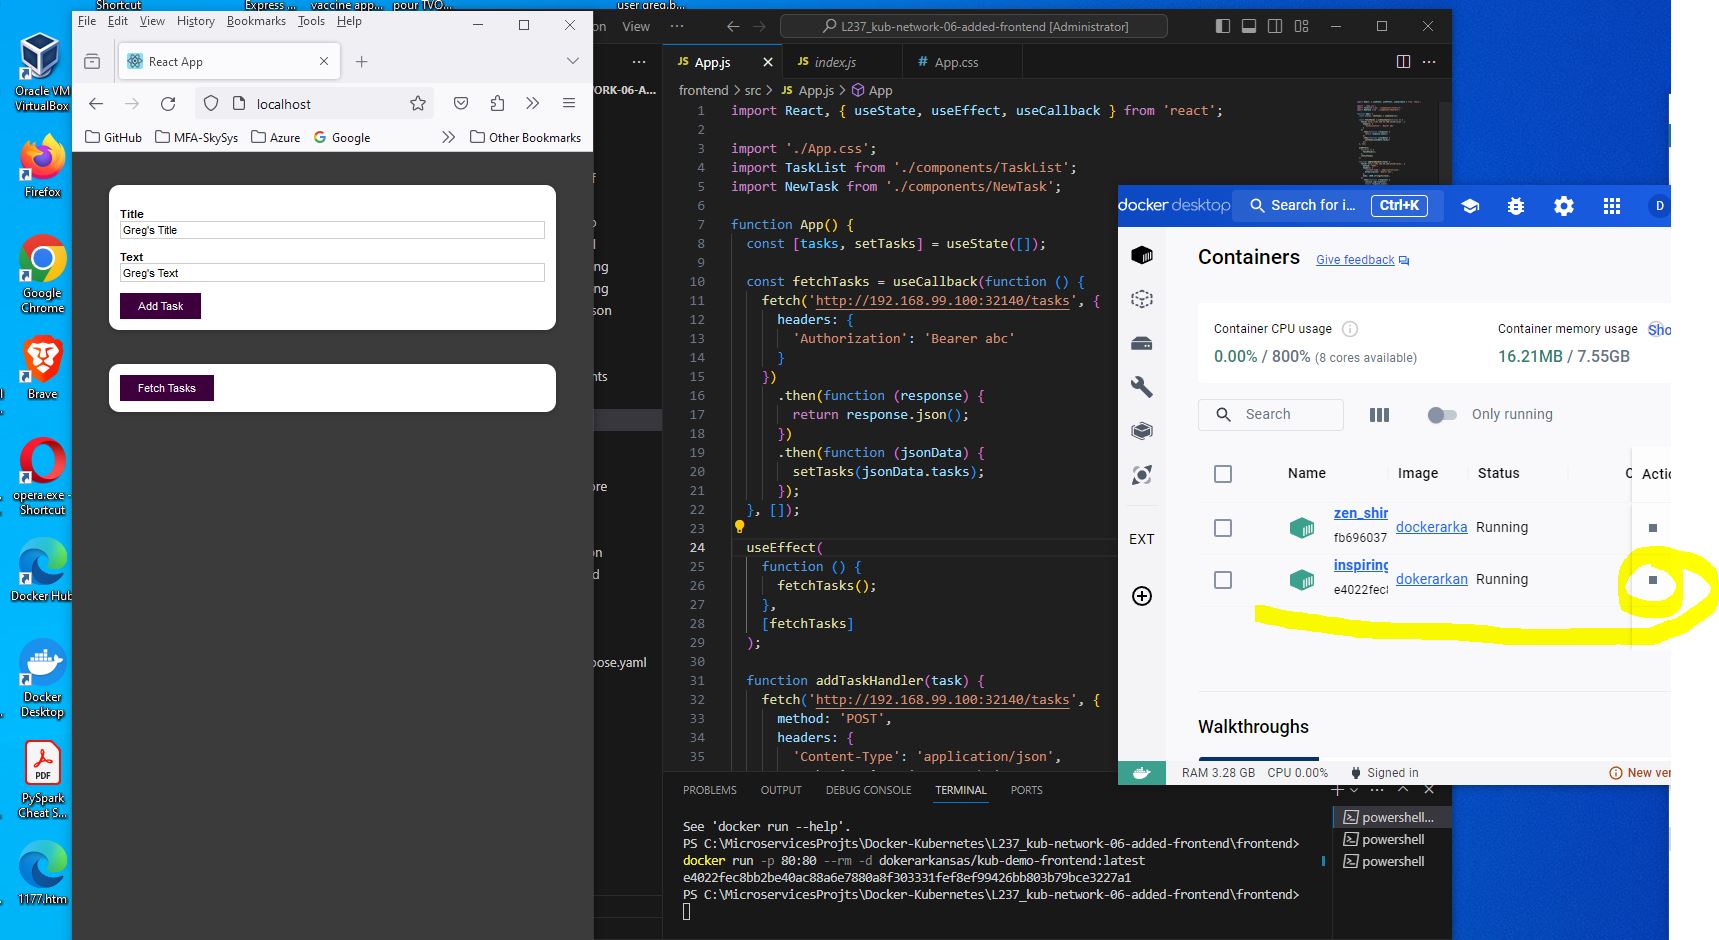 Shortcut
Express ...
vaccine app...
pour TVO...
user greg.b...
Oracle VM
VirtualBox
Firefox
Google
Chrome
Brave
opera.exe -
Shortcut
Docker Hub
Docker
Desktop
PDF
PySpark
Cheat S...
1177.htm
File Edit View History Bookmarks Tools Help
React App
localhost
GitHub MFA-SkySys Azure Google Other Bookmarks
Title
Greg's Title
Text
Greg's Text
Add Task
Fetch Tasks
on View ... L237_kub-network-06-added-frontend [Administrator]
JS App.js JS index.js # App.css
ORK-06-A...
frontend > src > JS App.js > App
1 import React, { useState, useEffect, useCallback } from 'react';
2
3 import './App.css';
4 import TaskList from './components/TaskList';
5 import NewTask from './components/NewTask';
6
7 function App() {
8 const [tasks, setTasks] = useState([]);
9
10 const fetchTasks = useCallback(function () {
11 fetch('http://192.168.99.100:32140/tasks', {
12 headers: {
13 'Authorization': 'Bearer abc'
14 }
15 })
16 .then(function (response) {
17 return response.json();
18 })
19 .then(function (jsonData) {
20 setTasks(jsonData.tasks);
21 });
22 }, []);
23
24 useEffect(
25 function () {
26 fetchTasks();
27 },
28 [fetchTasks]
29 );
30
31 function addTaskHandler(task) {
32 fetch('http://192.168.99.100:32140/tasks', {
33 method: 'POST',
34 headers: {
35 'Content-Type': 'application/json',
ng
ng
son
nts
ore
on
d
pose.yaml
PROBLEMS OUTPUT DEBUG CONSOLE TERMINAL PORTS
See 'docker run --help'.
PS C:\MicroservicesProjts\Docker-Kubernetes\L237_kub-network-06-added-frontend\frontend>
docker run -p 80:80 --rm -d dokerarkansas/kub-demo-frontend:latest
e4022fec8bb2be40ac88a6e7880a8f303331fef8ef99426bb803b79bce3227a1
PS C:\MicroservicesProjts\Docker-Kubernetes\L237_kub-network-06-added-frontend\frontend>
powershell...
powershell
powershell
docker desktop Search for i... Ctrl+K D
Containers Give feedback
Container CPU usage
0.00% / 800% (8 cores available)
Container memory usage Sho
16.21MB / 7.55GB
Search Only running
Name Image Status C Actic
zen_shir dockerarka Running
fb696037
inspiring dokerarkan Running
e4022fec8
EXT
Walkthroughs
RAM 3.28 GB CPU 0.00% Signed in New ver